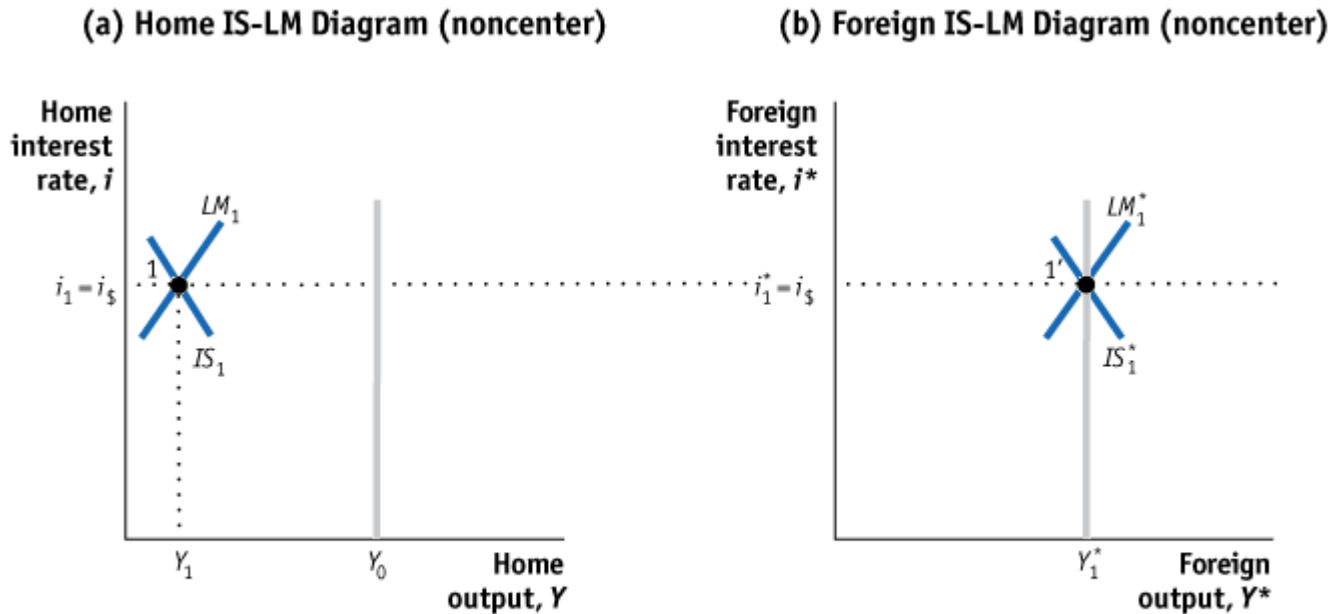 (a) Home IS-LM Diagram (noncenter)
Home
interest
rate, i
LM₁
1
i₁ = i$
IS₁
Y₁
Y₀
Home
output, Y
(b) Foreign IS-LM Diagram (noncenter)
Foreign
interest
rate, i*
LM₁*
1′
i₁* = i$
IS₁*
Y₁*
Foreign
output, Y*